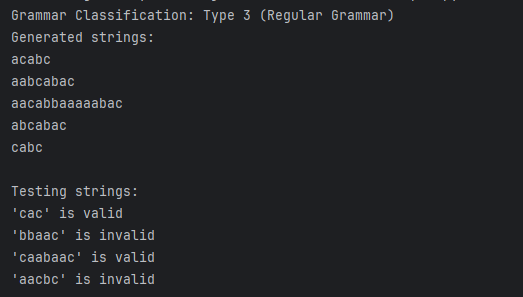 Grammar Classification: Type 3 (Regular Grammar)
Generated strings:
acabc
aabcabac
aacabbaaaaabac
abcabac
cabc
Testing strings:
'cac' is valid
'bbaac' is invalid
'caabaac' is valid
'aacbc' is invalid